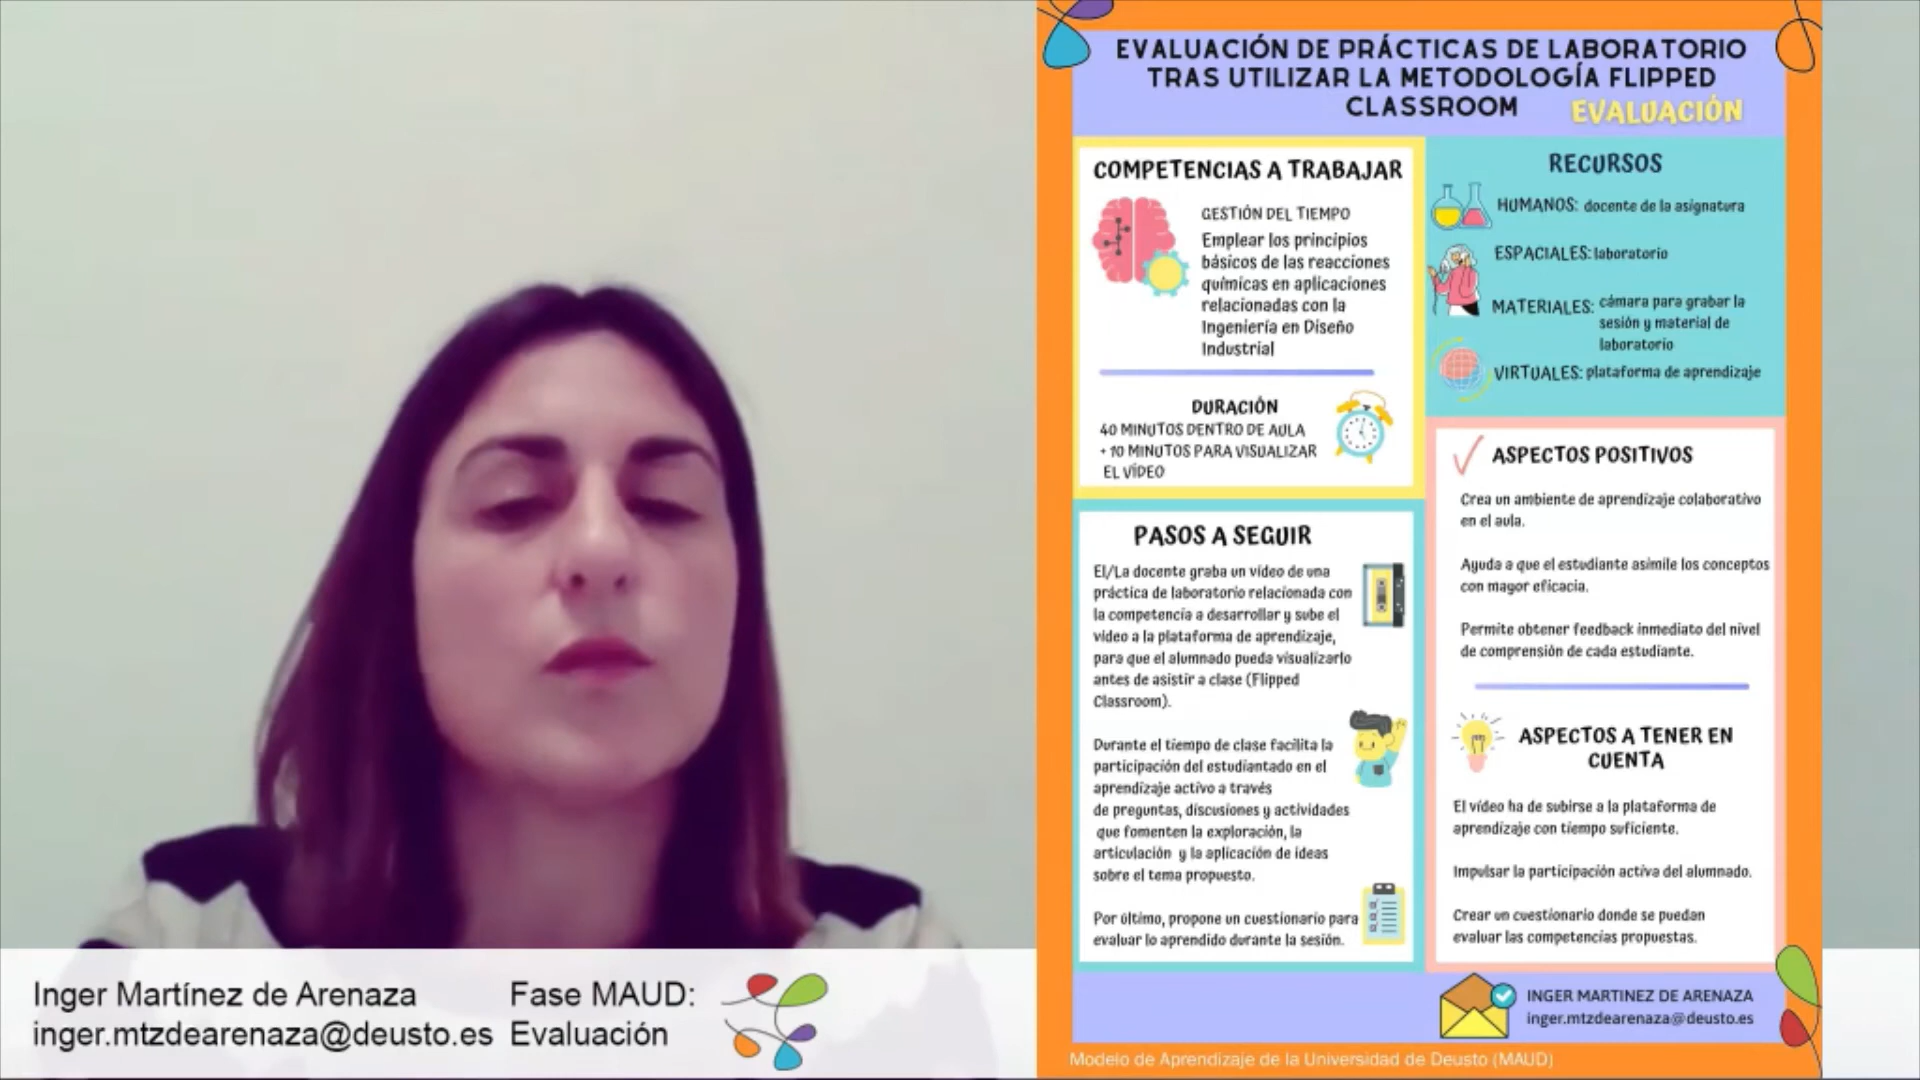 EVALUACIÓN DE PRÁCTICAS DE LABORATORIO
TRAS UTILIZAR LA METODOLOGÍA FLIPPED
CLASSROOM
EVALUACIÓN
COMPETENCIAS A TRABAJAR
GESTIÓN DEL TIEMPO
Emplear los principios
básicos de las reacciones
químicas en aplicaciones
relacionadas con la
Ingeniería en Diseño
Industrial
DURACIÓN
40 MINUTOS DENTRO DE AULA
+ 10 MINUTOS PARA VISUALIZAR
EL VÍDEO
PASOS A SEGUIR
El/La docente graba un vídeo de una
práctica de laboratorio relacionada con
la competencia a desarrollar y sube el
vídeo a la plataforma de aprendizaje,
para que el alumnado pueda visualizarlo
antes de asistir a clase (Flipped
Classroom).
Durante el tiempo de clase facilita la
participación del estudiantado en el
aprendizaje activo a través
de preguntas, discusiones y actividades
que fomenten la exploración, la
articulación y la aplicación de ideas
sobre el tema propuesto.
Por último, propone un cuestionario para
evaluar lo aprendido durante la sesión.
RECURSOS
HUMANOS: docente de la asignatura
ESPACIALES: laboratorio
MATERIALES: cámara para grabar la
sesión y material de
laboratorio
VIRTUALES: plataforma de aprendizaje
ASPECTOS POSITIVOS
Crea un ambiente de aprendizaje colaborativo
en el aula.
Ayuda a que el estudiante asimile los conceptos
con mayor eficacia.
Permite obtener feedback inmediato del nivel
de comprensión de cada estudiante.
ASPECTOS A TENER EN
CUENTA
El vídeo ha de subirse a la plataforma de
aprendizaje con tiempo suficiente.
Impulsar la participación activa del alumnado.
Crear un cuestionario donde se puedan
evaluar las competencias propuestas.
INGER MARTINEZ DE ARENAZA
inger.mtzdearenaza@deusto.es
Modelo de Aprendizaje de la Universidad de Deusto (MAUD)
Inger Martínez de Arenaza
inger.mtzdearenaza@deusto.es
Fase MAUD:
Evaluación